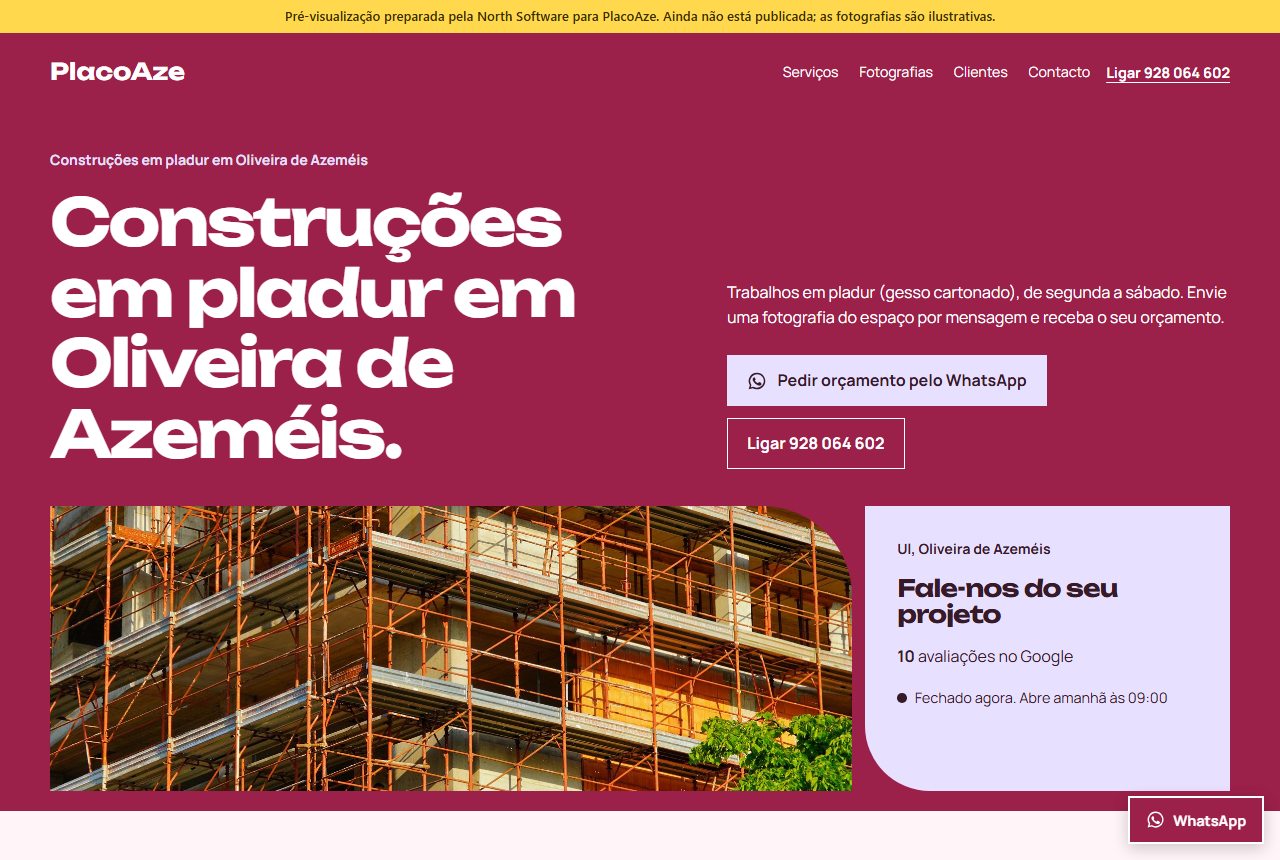 Pré-visualização preparada pela North Software para PlacoAze. Ainda não está publicada; as fotografias são ilustrativas.
PlacoAze
Serviços
Fotografias
Clientes
Contacto
Ligar 928 064 602
Construções em pladur em Oliveira de Azeméis
Construções
em pladur em
Oliveira de
Azeméis.
Trabalhos em pladur (gesso cartonado), de segunda a sábado. Envie
uma fotografia do espaço por mensagem e receba o seu orçamento.
Pedir orçamento pelo WhatsApp
Ligar 928 064 602
Ul, Oliveira de Azeméis
Fale-nos do seu
projeto
10 avaliações no Google
Fechado agora. Abre amanhã às 09:00
WhatsApp